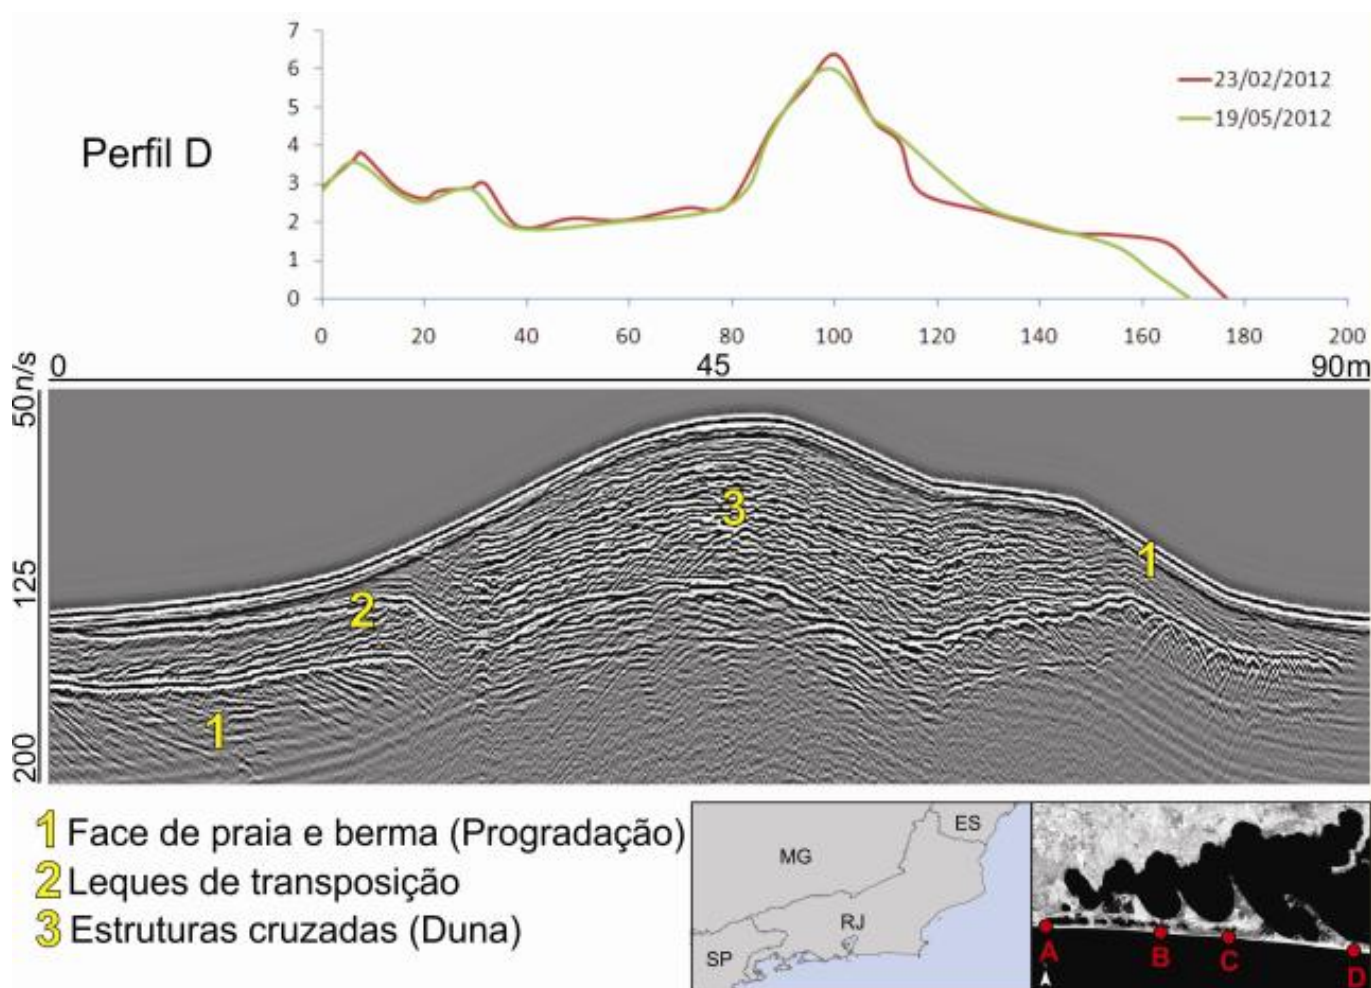 7
6
5
4
3
2
1
0
23/02/2012
19/05/2012
Perfil D
0 20 40 60 80 100 120 140 160 180 200
0 45 90m
50n/s
125
200
3
2
1
1
1 Face de praia e berma (Progradação)
2 Leques de transposição
3 Estruturas cruzadas (Duna)
ES
MG
RJ
SP
A B C D